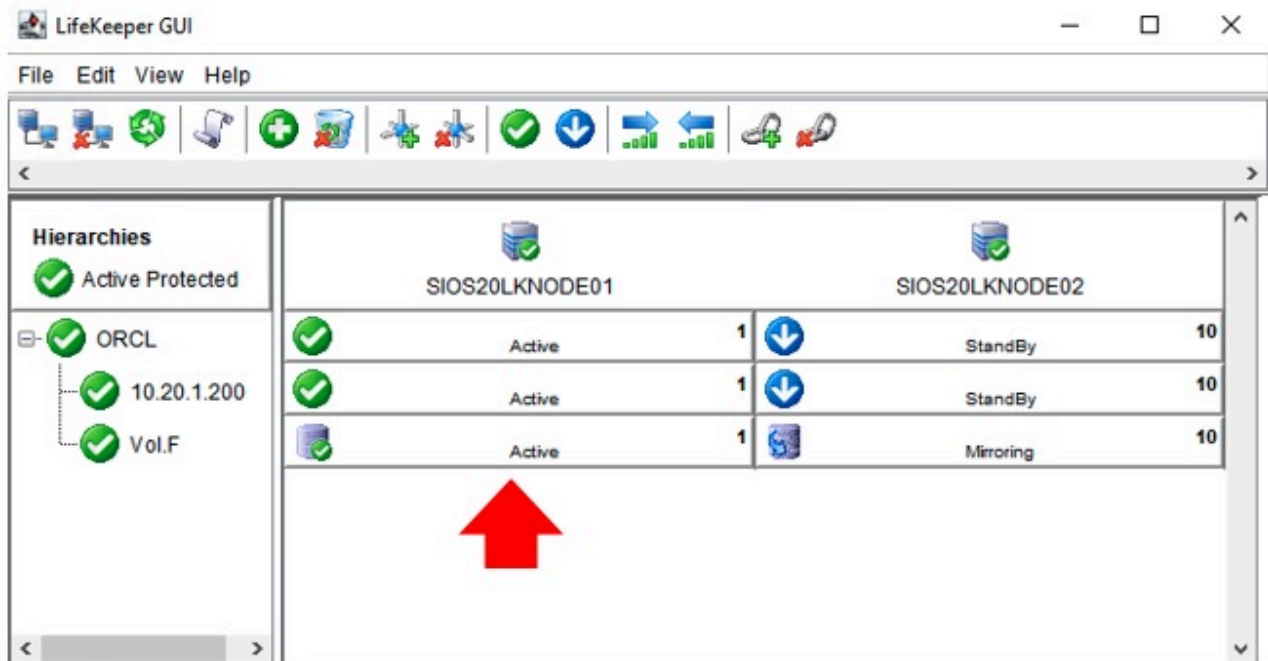 LifeKeeper GUI
File Edit View Help
Hierarchies
Active Protected
SIOS20LKNODE01
SIOS20LKNODE02
ORCL
Active 1
StandBy 10
10.20.1.200
Active 1
StandBy 10
Vol.F
Active 1
Mirroring 10